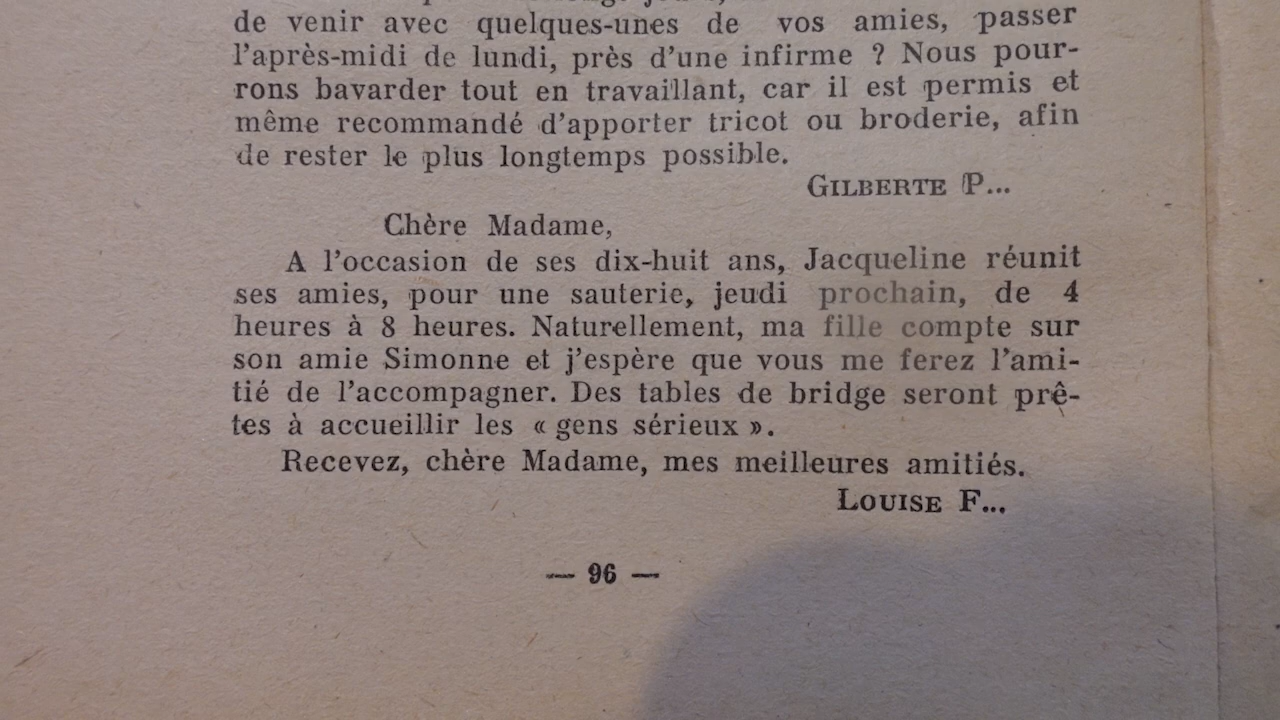 de venir avec quelques-unes de vos amies, passer
l'après-midi de lundi, près d'une infirme ? Nous pour-
rons bavarder tout en travaillant, car il est permis et
même recommandé d'apporter tricot ou broderie, afin
de rester le plus longtemps possible.
GILBERTE P...
Chère Madame,
A l'occasion de ses dix-huit ans, Jacqueline réunit
ses amies, pour une sauterie, jeudi prochain, de 4
heures à 8 heures. Naturellement, ma fille compte sur
son amie Simonne et j'espère que vous me ferez l'ami-
tié de l'accompagner. Des tables de bridge seront prê-
tes à accueillir les « gens sérieux ».
Recevez, chère Madame, mes meilleures amitiés.
LOUISE F...
— 96 —